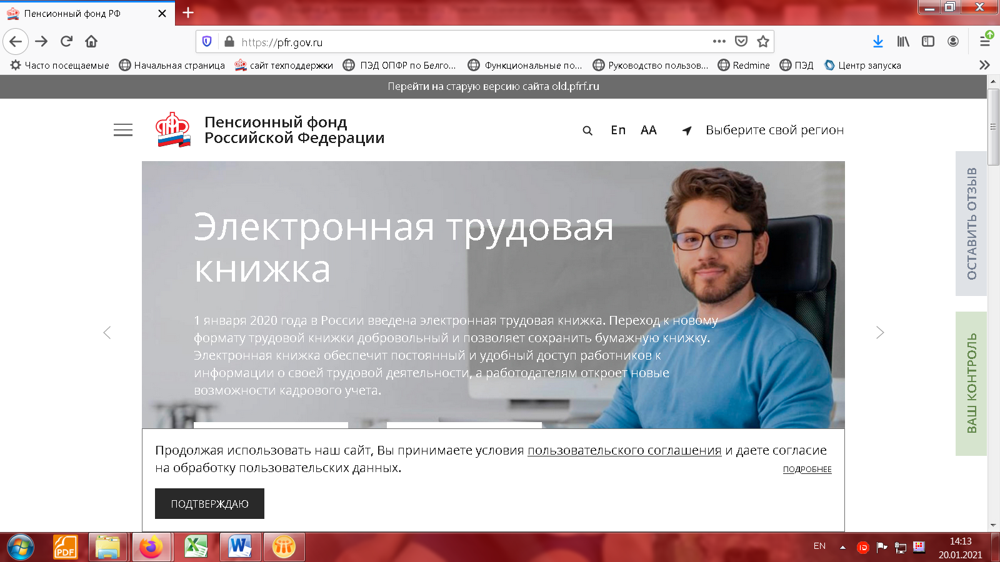 Пенсионный фонд РФ
https://pfr.gov.ru
Часто посещаемые
Начальная страница
сайт техподдержки
ПЭД ОПФР по Белго...
Функциональные по...
Руководство пользов...
Redmine
ПЭД
Центр запуска
Перейти на старую версию сайта old.pfrf.ru
Пенсионный фонд
Российской Федерации
En
AA
Выберите свой регион
Электронная трудовая
книжка
1 января 2020 года в России введена электронная трудовая книжка. Переход к новому
формату трудовой книжки добровольный и позволяет сохранить бумажную книжку.
Электронная книжка обеспечит постоянный и удобный доступ работников к
информации о своей трудовой деятельности, а работодателям откроет новые
возможности кадрового учета.
ОСТАВИТЬ ОТЗЫВ
ВАШ КОНТРОЛЬ
Продолжая использовать наш сайт, Вы принимаете условия пользовательского соглашения и даете согласие
на обработку пользовательских данных.
ПОДРОБНЕЕ
ПОДТВЕРЖДАЮ
PDF
EN
ID
14:13
20.01.2021